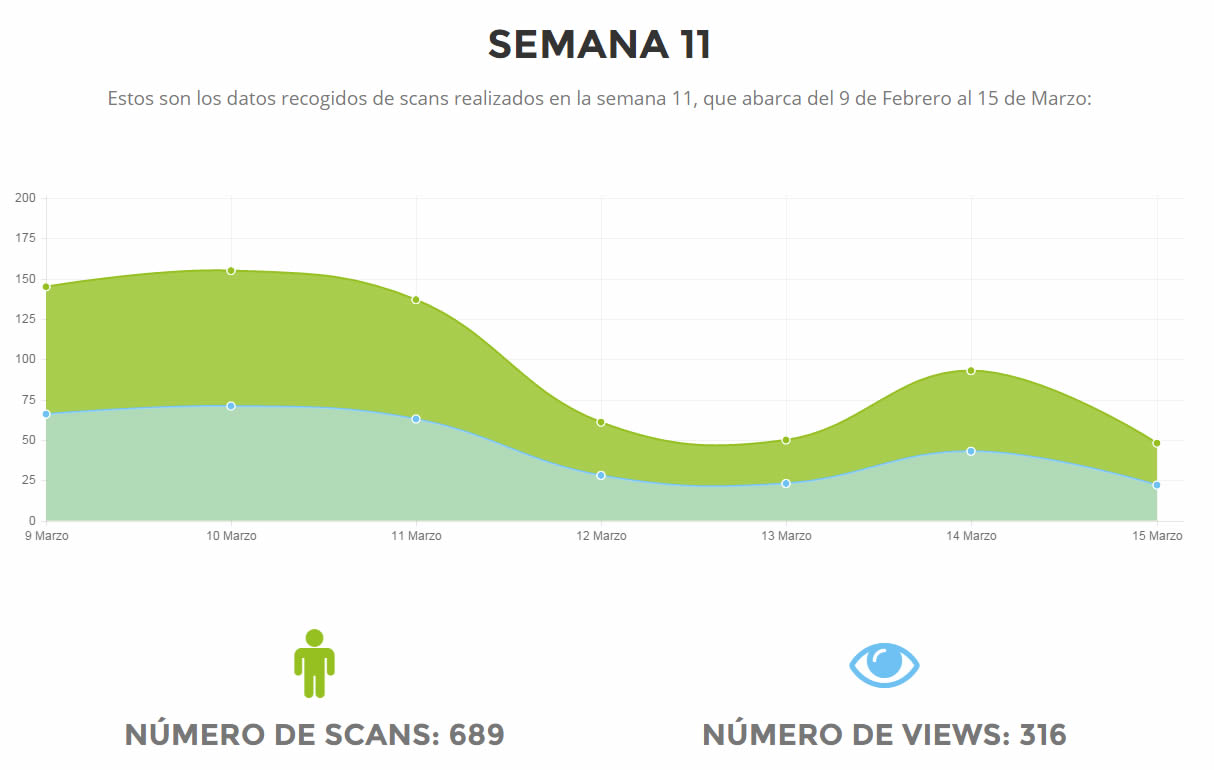 SEMANA 11
Estos son los datos recogidos de scans realizados en la semana 11, que abarca del 9 de Febrero al 15 de Marzo:
200
175
150
125
100
75
50
25
0
9 Marzo 10 Marzo 11 Marzo 12 Marzo 13 Marzo 14 Marzo 15 Marzo
NÚMERO DE SCANS: 689 NÚMERO DE VIEWS: 316